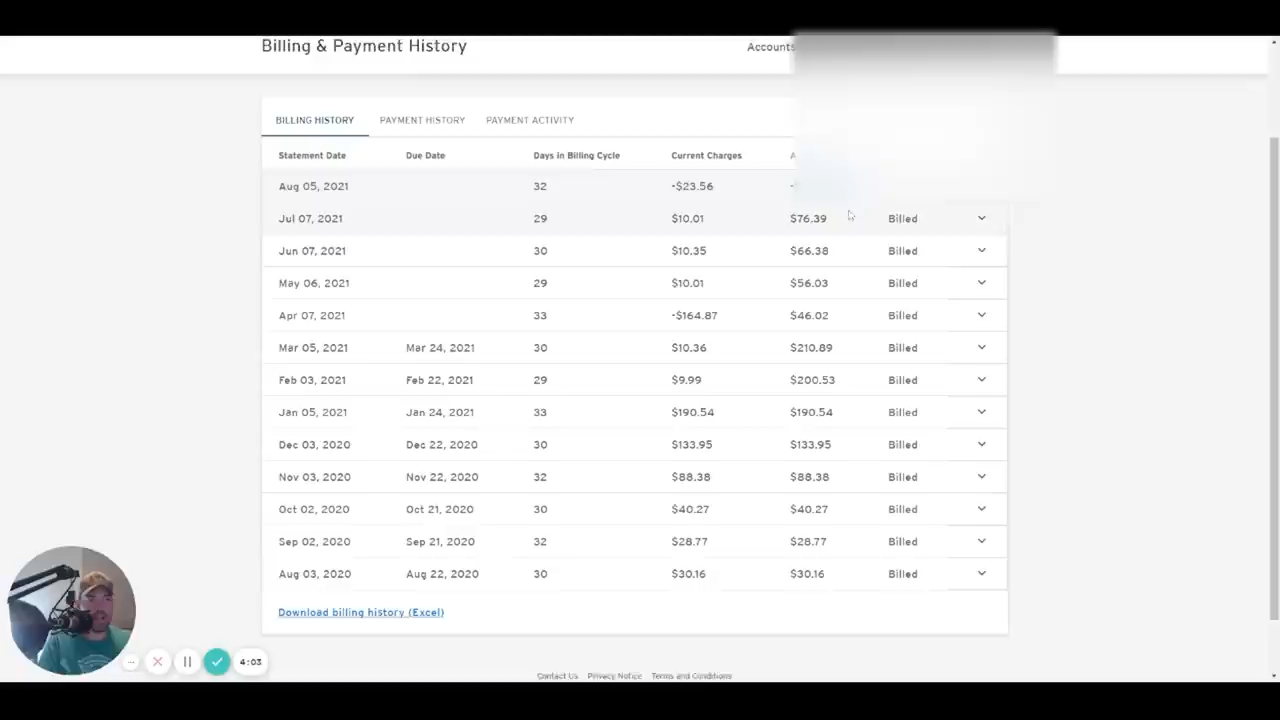 Billing & Payment History
Accounts
BILLING HISTORY PAYMENT HISTORY PAYMENT ACTIVITY
Statement Date Due Date Days in Billing Cycle Current Charges
Aug 05, 2021 32 -$23.56
Jul 07, 2021 29 $10.01 $76.39 Billed
Jun 07, 2021 30 $10.35 $66.38 Billed
May 06, 2021 29 $10.01 $56.03 Billed
Apr 07, 2021 33 -$164.87 $46.02 Billed
Mar 05, 2021 Mar 24, 2021 30 $10.36 $210.89 Billed
Feb 03, 2021 Feb 22, 2021 29 $9.99 $200.53 Billed
Jan 05, 2021 Jan 24, 2021 33 $190.54 $190.54 Billed
Dec 03, 2020 Dec 22, 2020 30 $133.95 $133.95 Billed
Nov 03, 2020 Nov 22, 2020 32 $88.38 $88.38 Billed
Oct 02, 2020 Oct 21, 2020 30 $40.27 $40.27 Billed
Sep 02, 2020 Sep 21, 2020 32 $28.77 $28.77 Billed
Aug 03, 2020 Aug 22, 2020 30 $30.16 $30.16 Billed
Download billing history (Excel)
4:03
Contact Us Privacy Notice Terms and Conditions